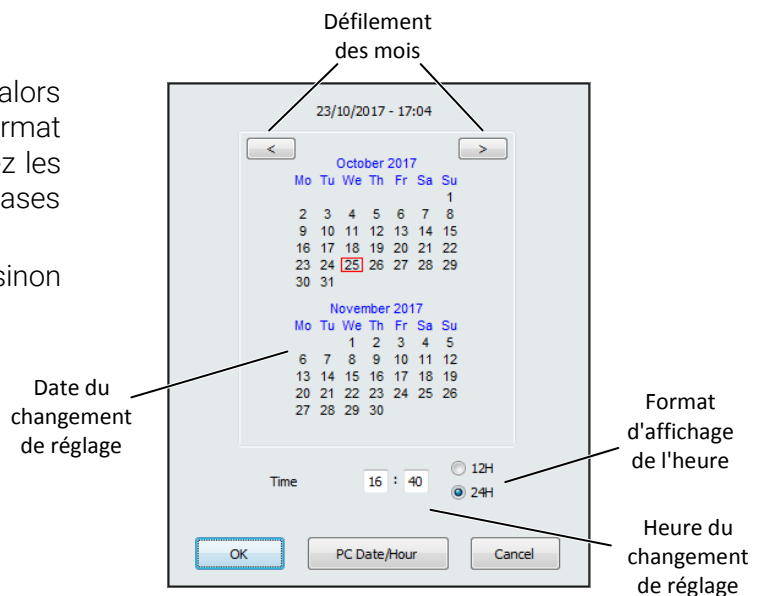 Défilement
des mois
alors
rmat
z les
ases
sinon
23/10/2017 - 17:04
< >
October 2017
Mo Tu We Th Fr Sa Su
1
2 3 4 5 6 7 8
9 10 11 12 13 14 15
16 17 18 19 20 21 22
23 24 25 26 27 28 29
30 31
November 2017
Mo Tu We Th Fr Sa Su
1 2 3 4 5
6 7 8 9 10 11 12
13 14 15 16 17 18 19
20 21 22 23 24 25 26
27 28 29 30
Date du
changement
de réglage
Format
d'affichage
de l'heure
Time 16 : 40
12H
24H
Heure du
changement
de réglage
OK PC Date/Hour Cancel